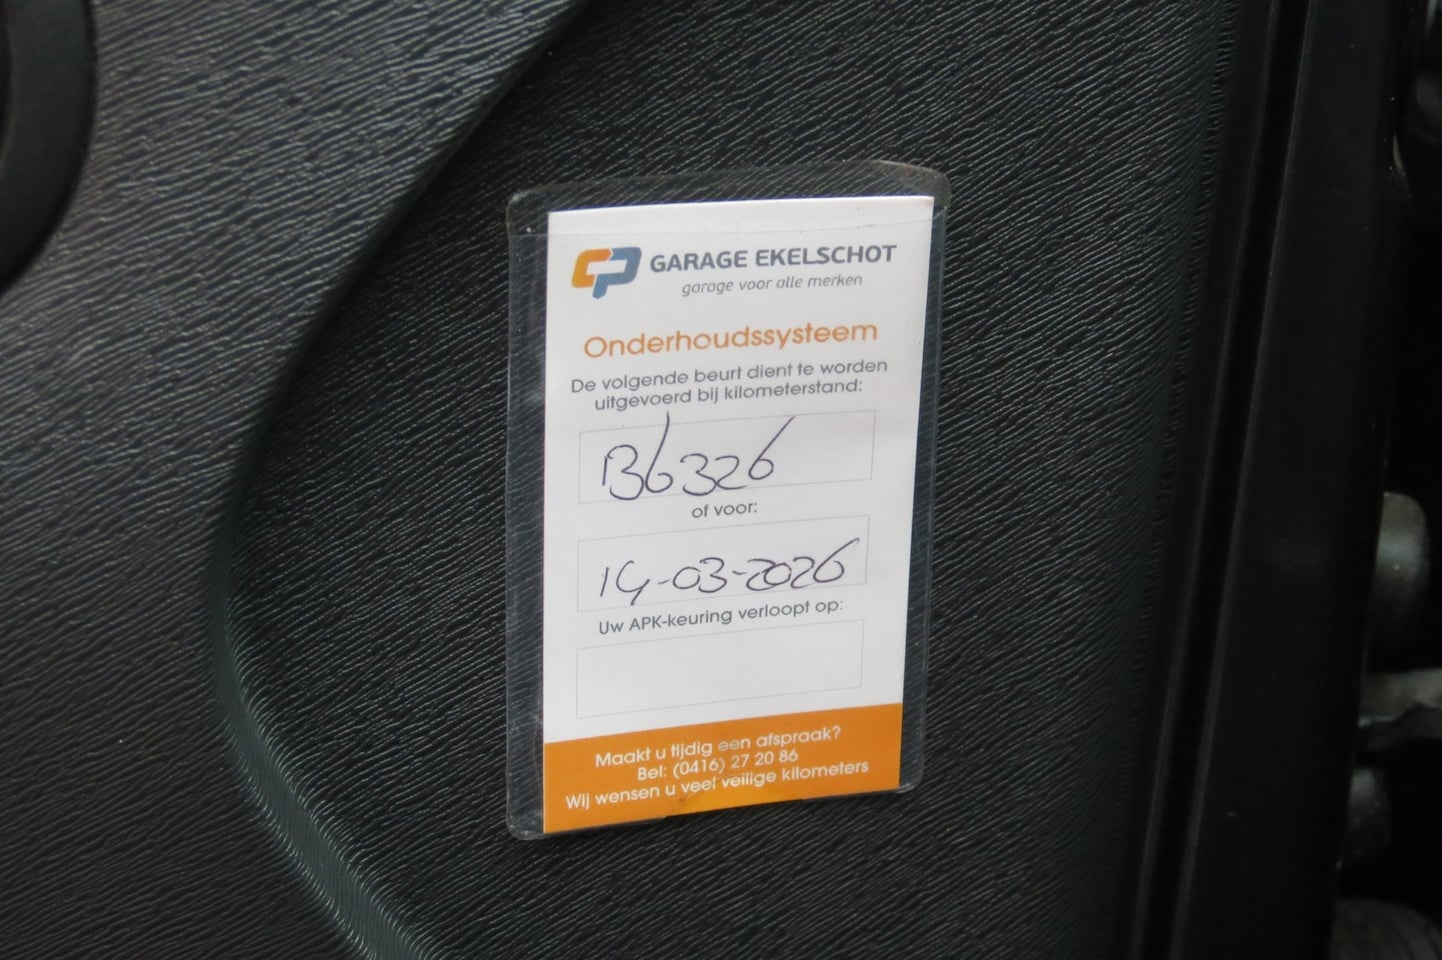 GARAGE EKELSCHOT
garage voor alle merken
Onderhoudssysteem
De volgende beurt dient te worden
uitgevoerd bij kilometerstand:
136326
of voor:
14-03-2026
Uw APK-keuring verloopt op:
Maakt u tijdig een afspraak?
Bel: (0416) 27 20 86
Wij wensen u veel veilige kilometers